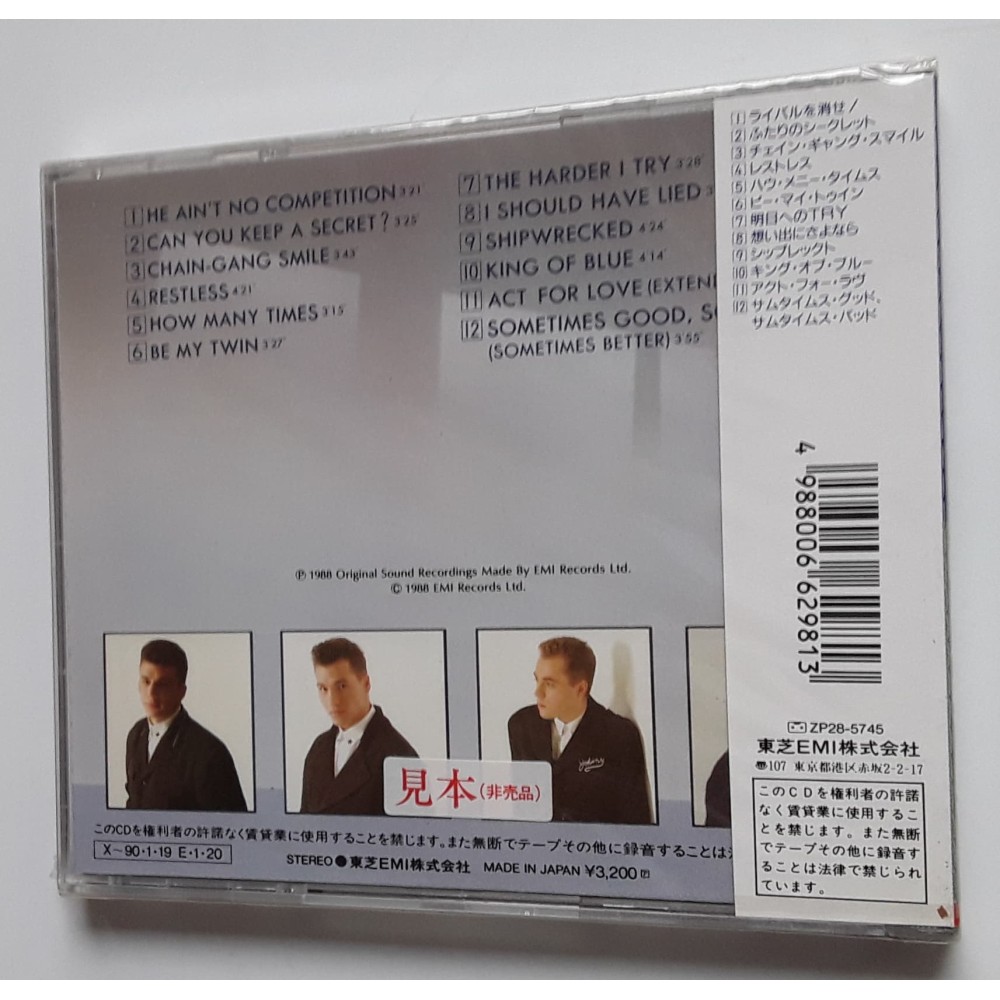 1 HE AIN'T NO COMPETITION 3'21"
2 CAN YOU KEEP A SECRET? 3'25"
3 CHAIN-GANG SMILE 3'43"
4 RESTLESS 4'21"
5 HOW MANY TIMES 3'15"
6 BE MY TWIN 3'27"
7 THE HARDER I TRY 3'28"
8 I SHOULD HAVE LIED
9 SHIPWRECKED 4'24"
10 KING OF BLUE 4'14"
11 ACT FOR LOVE
12 SOMETIMES GOOD,
(SOMETIMES BETTER) 3'55"
℗ 1988 Original Sound Recordings Made By EMI Records Ltd.
© 1988 EMI Records Ltd.
見本(非売品)
このCDを権利者の許諾なく賃貸業に使用することを禁じます。また無断でテープその他に録音することは
X~90・1・19 E・1・20
STEREO ● 東芝EMI株式会社 MADE IN JAPAN ¥3,200
1 ライバルを消せ!
2 ふたりのシークレット
3 チェイン・ギャング・スマイル
4 レストレス
5 ハウ・メニー・タイムス
6 ビー・マイ・トゥイン
7 明日へのTRY
8 想い出にさよなら
9 シップレックト
10 キング・オブ・ブルー
11 アクト・フォー・ラヴ
12 サムタイムス・グッド、
サムタイムス・バッド
4 988006 629813
ZP28-5745
東芝EMI株式会社
〠107 東京都港区赤坂2-2-17
このCDを権利者の許諾
なく賃貸業に使用するこ
とを禁じます。また無断
でテープその他に録音す
ることは法律で禁じられ
ています。